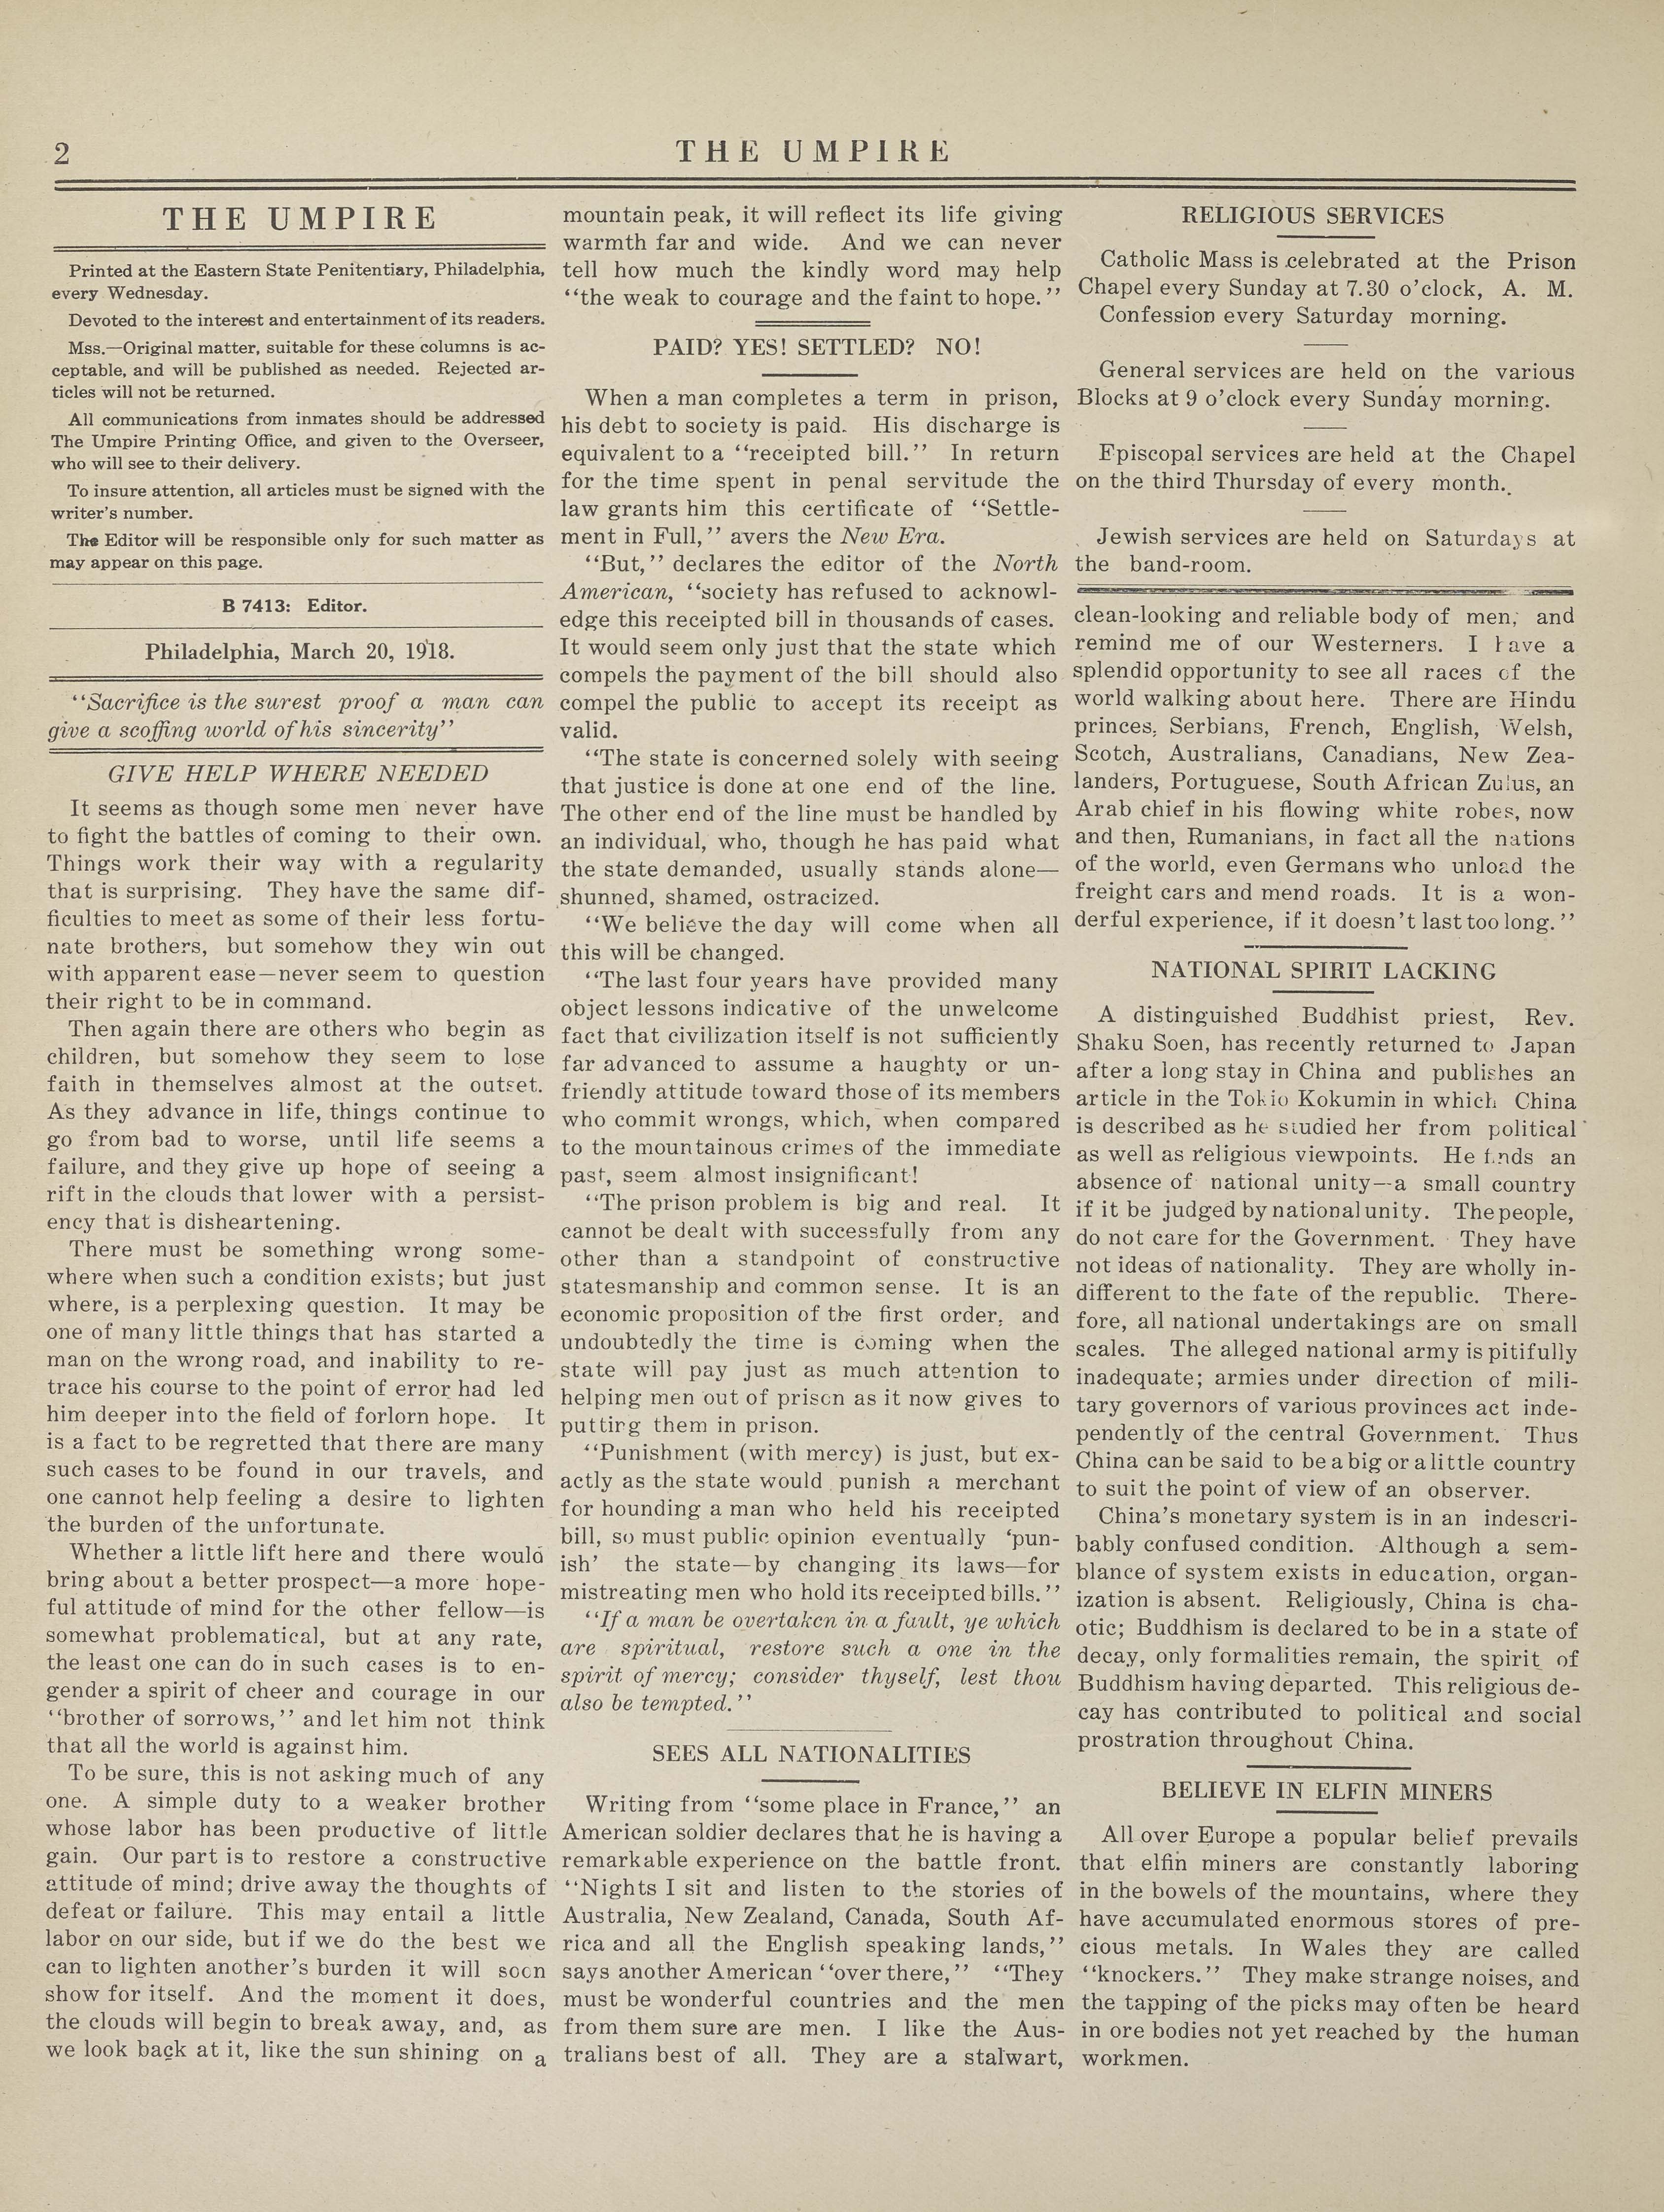 2
THE UMPIRE
THE UMPIRE
Printed at the Eastern State Penitentiary, Philadelphia,
every Wednesday.
Devoted to the interest and entertainment of its readers.
Mss.—Original matter, suitable for these columns is ac-
ceptable, and will be published as needed. Rejected ar-
ticles will not be returned.
All communications from inmates should be addressed
The Umpire Printing Office, and given to the Overseer,
who will see to their delivery.
To insure attention, all articles must be signed with the
writer's number.
The Editor will be responsible only for such matter as
may appear on this page.
B 7413: Editor.
Philadelphia, March 20, 1918.
"Sacrifice is the surest proof a man can
give a scoffing world of his sincerity"
GIVE HELP WHERE NEEDED
It seems as though some men never have
to fight the battles of coming to their own.
Things work their way with a regularity
that is surprising. They have the same dif-
ficulties to meet as some of their less fortu-
nate brothers, but somehow they win out
with apparent ease—never seem to question
their right to be in command.
Then again there are others who begin as
children, but somehow they seem to lose
faith in themselves almost at the outset.
As they advance in life, things continue to
go from bad to worse, until life seems a
failure, and they give up hope of seeing a
rift in the clouds that lower with a persist-
ency that is disheartening.
There must be something wrong some-
where when such a condition exists; but just
where, is a perplexing question. It may be
one of many little things that has started a
man on the wrong road, and inability to re-
trace his course to the point of error had led
him deeper into the field of forlorn hope. It
is a fact to be regretted that there are many
such cases to be found in our travels, and
one cannot help feeling a desire to lighten
the burden of the unfortunate.
Whether a little lift here and there would
bring about a better prospect—a more hope-
ful attitude of mind for the other fellow—is
somewhat problematical, but at any rate,
the least one can do in such cases is to en-
gender a spirit of cheer and courage in our
"brother of sorrows," and let him not think
that all the world is against him.
To be sure, this is not asking much of any
one. A simple duty to a weaker brother
whose labor has been productive of little
gain. Our part is to restore a constructive
attitude of mind; drive away the thoughts of
defeat or failure. This may entail a little
labor on our side, but if we do the best we
can to lighten another's burden it will soon
show for itself. And the moment it does,
the clouds will begin to break away, and, as
we look back at it, like the sun shining on a
mountain peak, it will reflect its life giving
warmth far and wide. And we can never
tell how much the kindly word may help
"the weak to courage and the faint to hope."
PAID? YES! SETTLED? NO!
When a man completes a term in prison,
his debt to society is paid. His discharge is
equivalent to a "receipted bill." In return
for the time spent in penal servitude the
law grants him this certificate of "Settle-
ment in Full," avers the New Era.
"But," declares the editor of the North
American, "society has refused to acknowl-
edge this receipted bill in thousands of cases.
It would seem only just that the state which
compels the payment of the bill should also
compel the public to accept its receipt as
valid.
"The state is concerned solely with seeing
that justice is done at one end of the line.
The other end of the line must be handled by
an individual, who, though he has paid what
the state demanded, usually stands alone—
shunned, shamed, ostracized.
"We believe the day will come when all
this will be changed.
"The last four years have provided many
object lessons indicative of the unwelcome
fact that civilization itself is not sufficiently
far advanced to assume a haughty or un-
friendly attitude toward those of its members
who commit wrongs, which, when compared
to the mountainous crimes of the immediate
past, seem almost insignificant!
"The prison problem is big and real. It
cannot be dealt with successfully from any
other than a standpoint of constructive
statesmanship and common sense. It is an
economic proposition of the first order, and
undoubtedly the time is coming when the
state will pay just as much attention to
helping men out of prison as it now gives to
putting them in prison.
"Punishment (with mercy) is just, but ex-
actly as the state would punish a merchant
for hounding a man who held his receipted
bill, so must public opinion eventually 'pun-
ish' the state—by changing its laws—for
mistreating men who hold its receipted bills."
"If a man be overtaken in a fault, ye which
are spiritual, restore such a one in the
spirit of mercy; consider thyself, lest thou
also be tempted."
SEES ALL NATIONALITIES
Writing from "some place in France," an
American soldier declares that he is having a
remarkable experience on the battle front.
"Nights I sit and listen to the stories of
Australia, New Zealand, Canada, South Af-
rica and all the English speaking lands,"
says another American "over there," "They
must be wonderful countries and the men
from them sure are men. I like the Aus-
tralians best of all. They are a stalwart,
RELIGIOUS SERVICES
Catholic Mass is celebrated at the Prison
Chapel every Sunday at 7.30 o'clock, A. M.
Confession every Saturday morning.
General services are held on the various
Blocks at 9 o'clock every Sunday morning.
Episcopal services are held at the Chapel
on the third Thursday of every month.
Jewish services are held on Saturdays at
the band-room.
clean-looking and reliable body of men, and
remind me of our Westerners. I have a
splendid opportunity to see all races of the
world walking about here. There are Hindu
princes, Serbians, French, English, Welsh,
Scotch, Australians, Canadians, New Zea-
landers, Portuguese, South African Zulus, an
Arab chief in his flowing white robes, now
and then, Rumanians, in fact all the nations
of the world, even Germans who unload the
freight cars and mend roads. It is a won-
derful experience, if it doesn't last too long."
NATIONAL SPIRIT LACKING
A distinguished Buddhist priest, Rev.
Shaku Soen, has recently returned to Japan
after a long stay in China and publishes an
article in the Tokio Kokumin in which China
is described as he studied her from political
as well as religious viewpoints. He finds an
absence of national unity—a small country
if it be judged by national unity. The people,
do not care for the Government. They have
not ideas of nationality. They are wholly in-
different to the fate of the republic. There-
fore, all national undertakings are on small
scales. The alleged national army is pitifully
inadequate; armies under direction of mili-
tary governors of various provinces act inde-
pendently of the central Government. Thus
China can be said to be a big or a little country
to suit the point of view of an observer.
China's monetary system is in an indescri-
bably confused condition. Although a sem-
blance of system exists in education, organ-
ization is absent. Religiously, China is cha-
otic; Buddhism is declared to be in a state of
decay, only formalities remain, the spirit of
Buddhism having departed. This religious de-
cay has contributed to political and social
prostration throughout China.
BELIEVE IN ELFIN MINERS
All over Europe a popular belief prevails
that elfin miners are constantly laboring
in the bowels of the mountains, where they
have accumulated enormous stores of pre-
cious metals. In Wales they are called
"knockers." They make strange noises, and
the tapping of the picks may often be heard
in ore bodies not yet reached by the human
workmen.